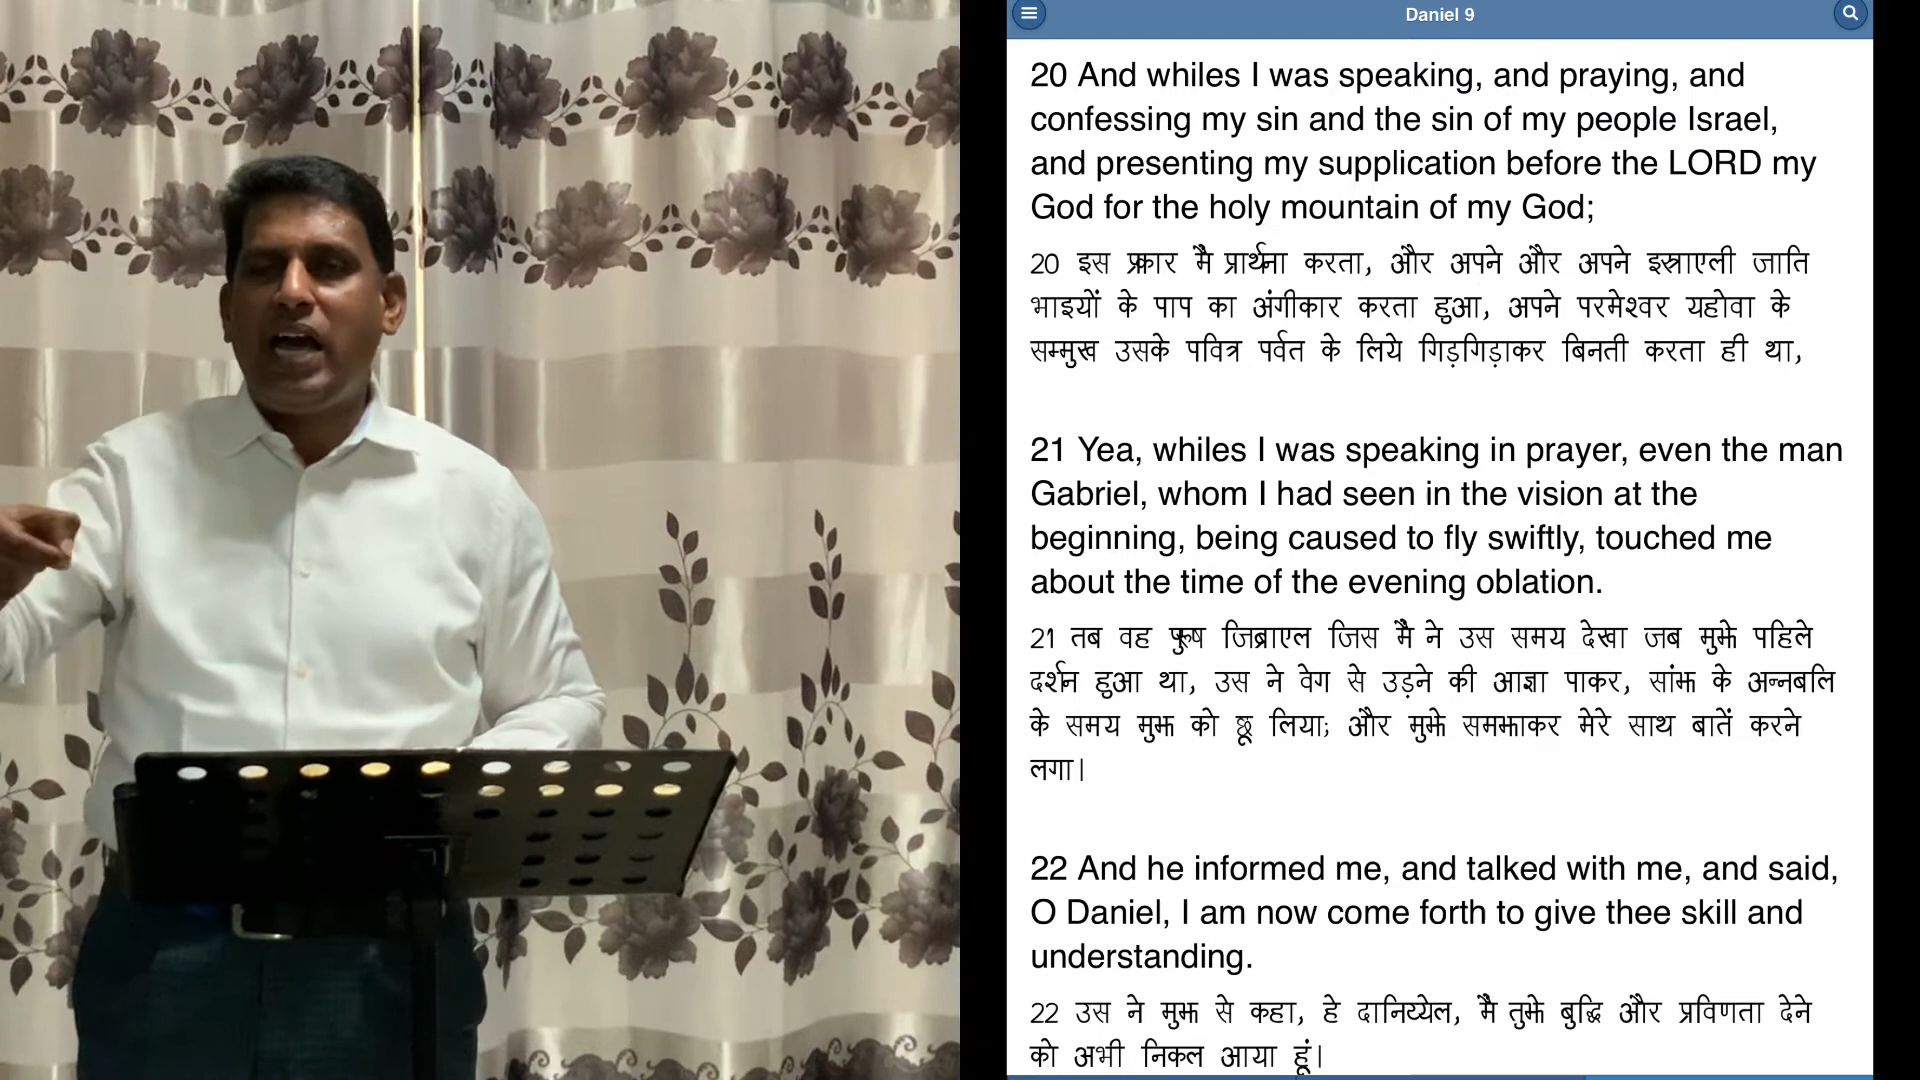 Daniel 9
20 And whiles I was speaking, and praying, and
confessing my sin and the sin of my people Israel,
and presenting my supplication before the LORD my
God for the holy mountain of my God;
20 इस प्रकार मैं प्रार्थना करता, और अपने और अपने इस्राएली जाति
भाइयों के पाप का अंगीकार करता हुआ, अपने परमेश्वर यहोवा के
सम्मुख उसके पवित्र पर्वत के लिये गिड़गिड़ाकर बिनती करता ही था,
21 Yea, whiles I was speaking in prayer, even the man
Gabriel, whom I had seen in the vision at the
beginning, being caused to fly swiftly, touched me
about the time of the evening oblation.
21 तब वह पुरूष जिब्राएल जिस मैं ने उस समय देखा जब मुझे पहिले
दर्शन हुआ था, उस ने वेग से उड़ने की आज्ञा पाकर, सांझ के अन्नबलि
के समय मुझ को छू लिया; और मुझे समझाकर मेरे साथ बातें करने
लगा।
22 And he informed me, and talked with me, and said,
O Daniel, I am now come forth to give thee skill and
understanding.
22 उस ने मुझ से कहा, हे दानिय्येल, मैं तुझे बुद्धि और प्रविणता देने
को अभी निकल आया हूं।